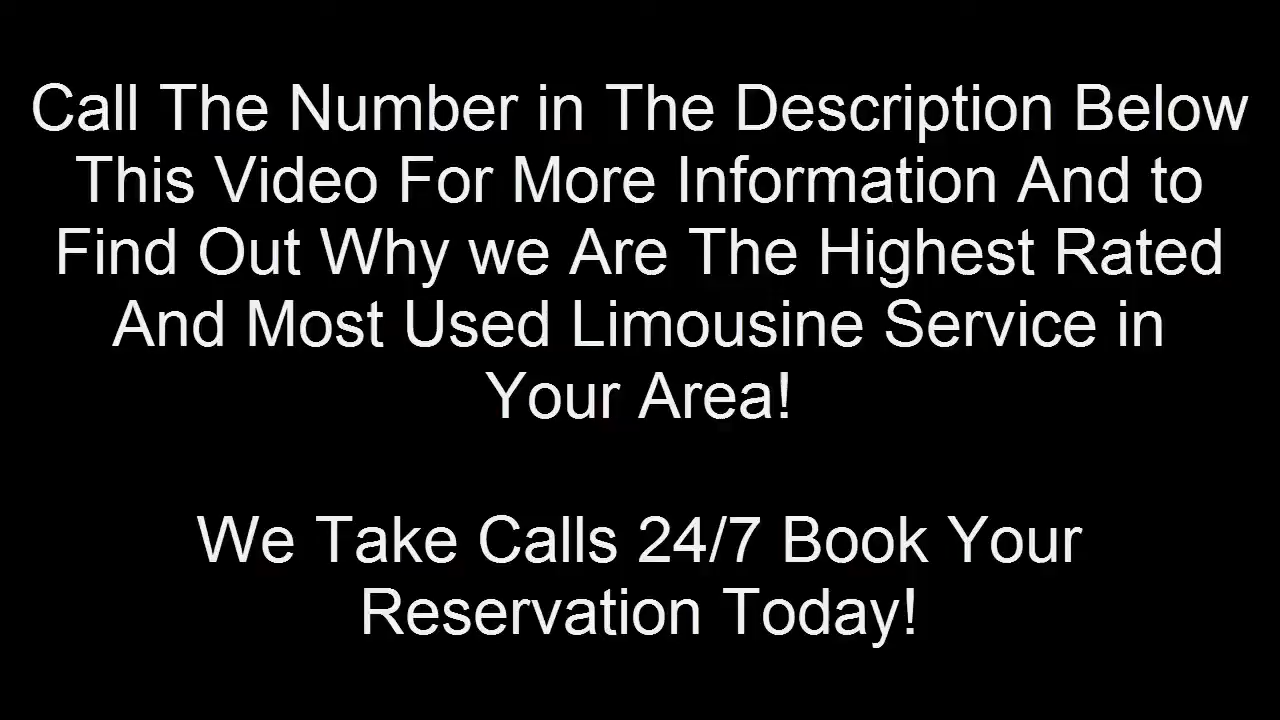 Call The Number in The Description Below
This Video For More Information And to
Find Out Why we Are The Highest Rated
And Most Used Limousine Service in
Your Area!
We Take Calls 24/7 Book Your
Reservation Today!